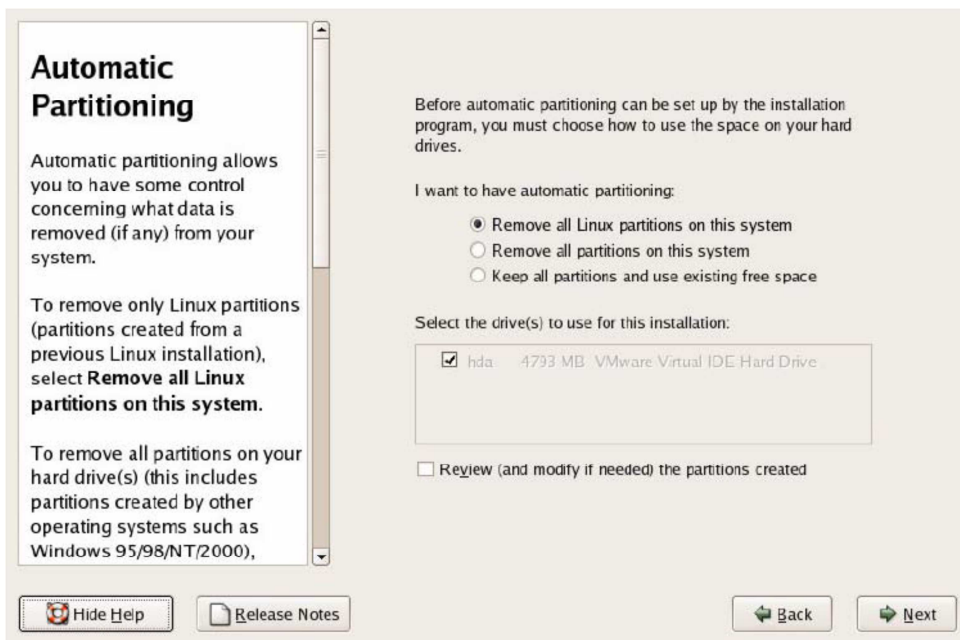 Automatic
Partitioning
Automatic partitioning allows
you to have some control
concerning what data is
removed (if any) from your
system.
To remove only Linux partitions
(partitions created from a
previous Linux installation),
select Remove all Linux
partitions on this system.
To remove all partitions on your
hard drive(s) (this includes
partitions created by other
operating systems such as
Windows 95/98/NT/2000),
Before automatic partitioning can be set up by the installation
program, you must choose how to use the space on your hard
drives.
I want to have automatic partitioning:
Remove all Linux partitions on this system
Remove all partitions on this system
Keep all partitions and use existing free space
Select the drive(s) to use for this installation:
hda 4793 MB VMware Virtual IDE Hard Drive
Review (and modify if needed) the partitions created
Hide Help
Release Notes
Back
Next